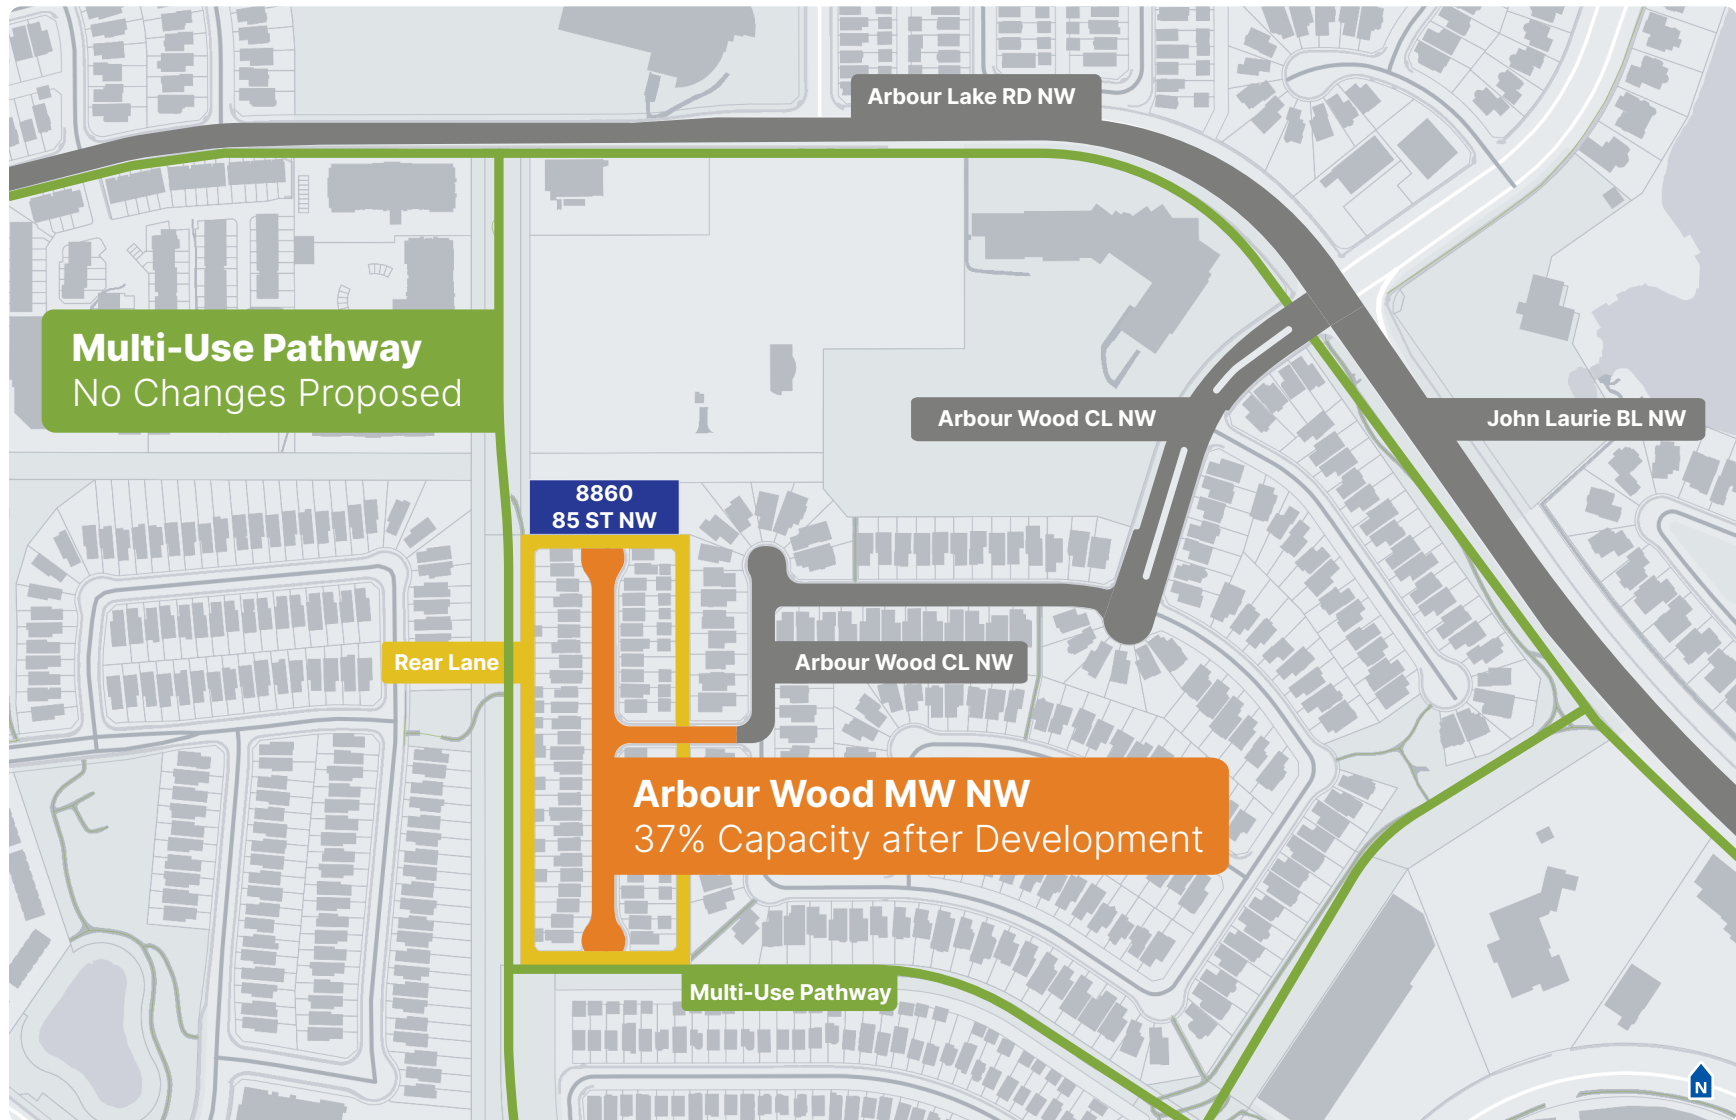 Arbour Lake RD NW
Multi-Use Pathway
No Changes Proposed
Arbour Wood CL NW
John Laurie BL NW
8860
85 ST NW
Rear Lane
Arbour Wood CL NW
Arbour Wood MW NW
37% Capacity after Development
Multi-Use Pathway
N